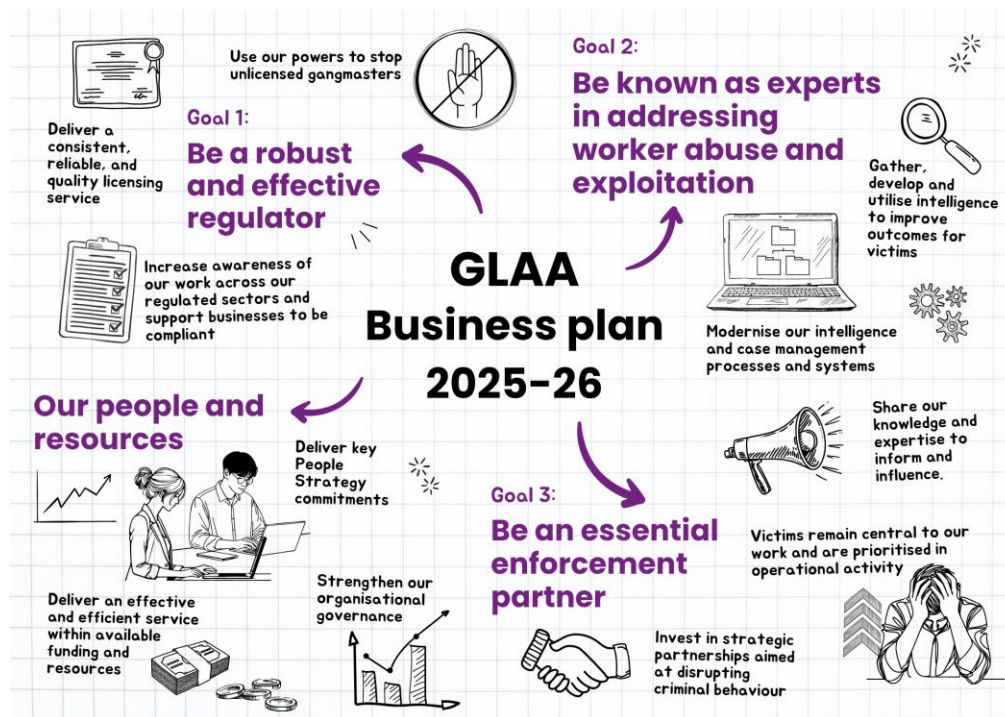 GLAA
Business plan
2025-26
Goal 1:
Be a robust
and effective
regulator
Use our powers to stop
unlicensed gangmasters
Deliver a
consistent,
reliable, and
quality licensing
service
Increase awareness of
our work across our
regulated sectors and
support businesses to be
compliant
Goal 2:
Be known as experts
in addressing
worker abuse and
exploitation
Gather,
develop and
utilise intelligence
to improve
outcomes for
victims
Modernise our intelligence
and case management
processes and systems
Share our
knowledge and
expertise to
inform and
influence.
Goal 3:
Be an essential
enforcement
partner
Victims remain central to our
work and are prioritised in
operational activity
Invest in strategic
partnerships aimed
at disrupting
criminal behaviour
Our people and
resources
Deliver key
People
Strategy
commitments
Strengthen our
organisational
governance
Deliver an effective
and efficient service
within available
funding and
resources